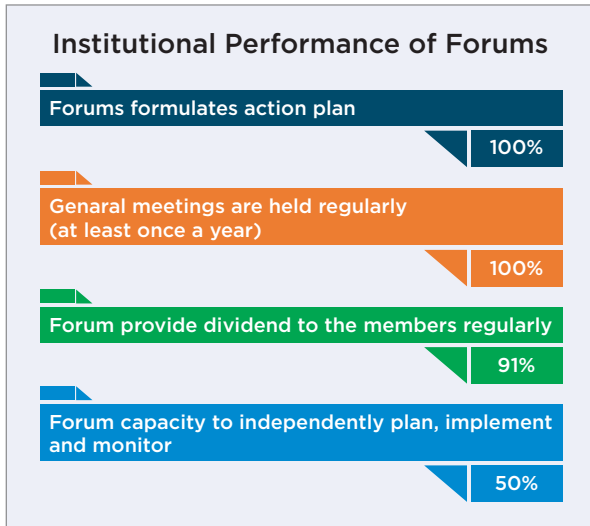 Institutional Performance of Forums
Forums formulates action plan
100%
Genaral meetings are held regularly
(at least once a year)
100%
Forum provide dividend to the members regularly
91%
Forum capacity to independently plan, implement
and monitor
50%